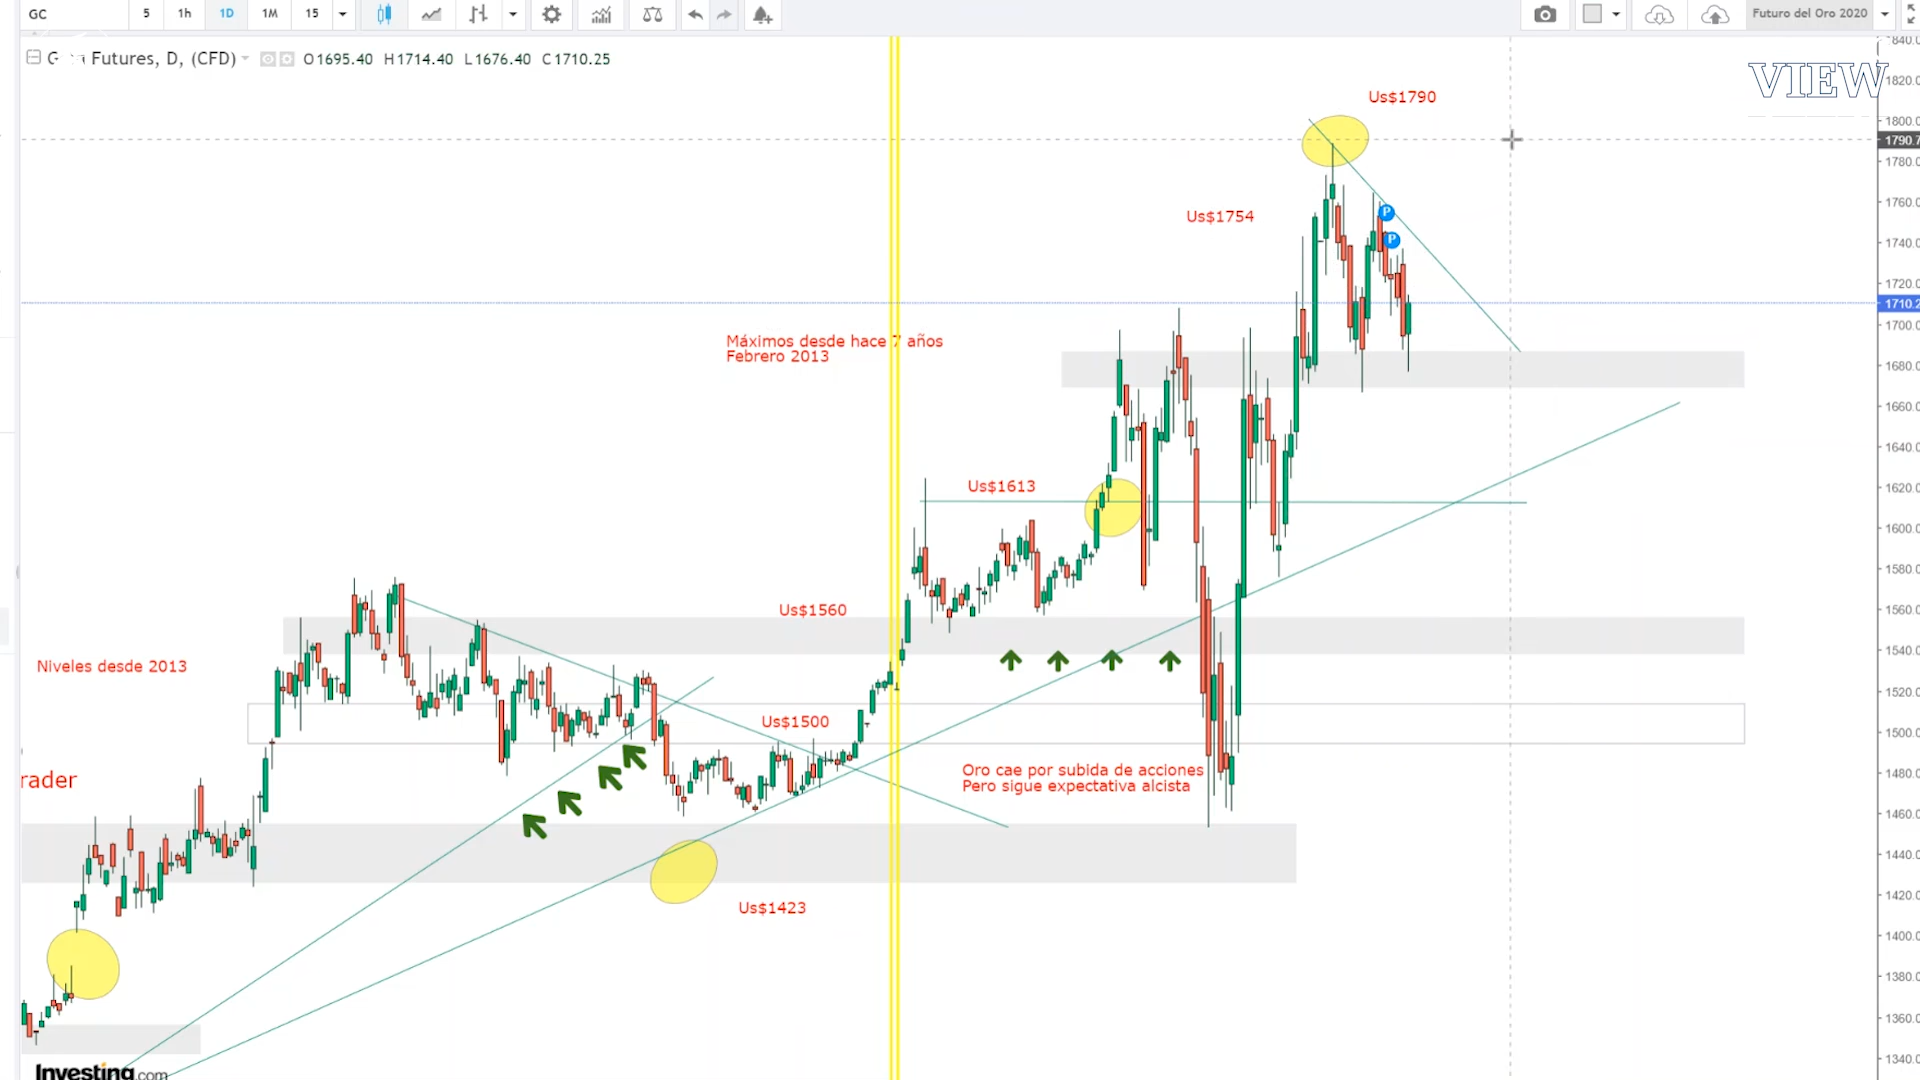 GC 5 1h 1D 1M 15 Futuro del Oro 2020
Futures, D, (CFD) O1695.40 H1714.40 L1676.40 C1710.25
VIEW
Us$1790
Us$1754
Máximos desde hace 7 años
Febrero 2013
Us$1613
Us$1560
Niveles desde 2013
Us$1500
Oro cae por subida de acciones
Pero sigue expectativa alcista
rader
Us$1423
Investing.com
840.0
1820.0
1800.0
1790.7
1780.0
1760.0
1740.0
1720.0
1710.2
1700.0
1680.0
1660.0
1640.0
1620.0
1600.0
1580.0
1560.0
1540.0
1520.0
1500.0
1480.0
1460.0
1440.0
1420.0
1400.0
1380.0
1360.0
1340.0
P
P